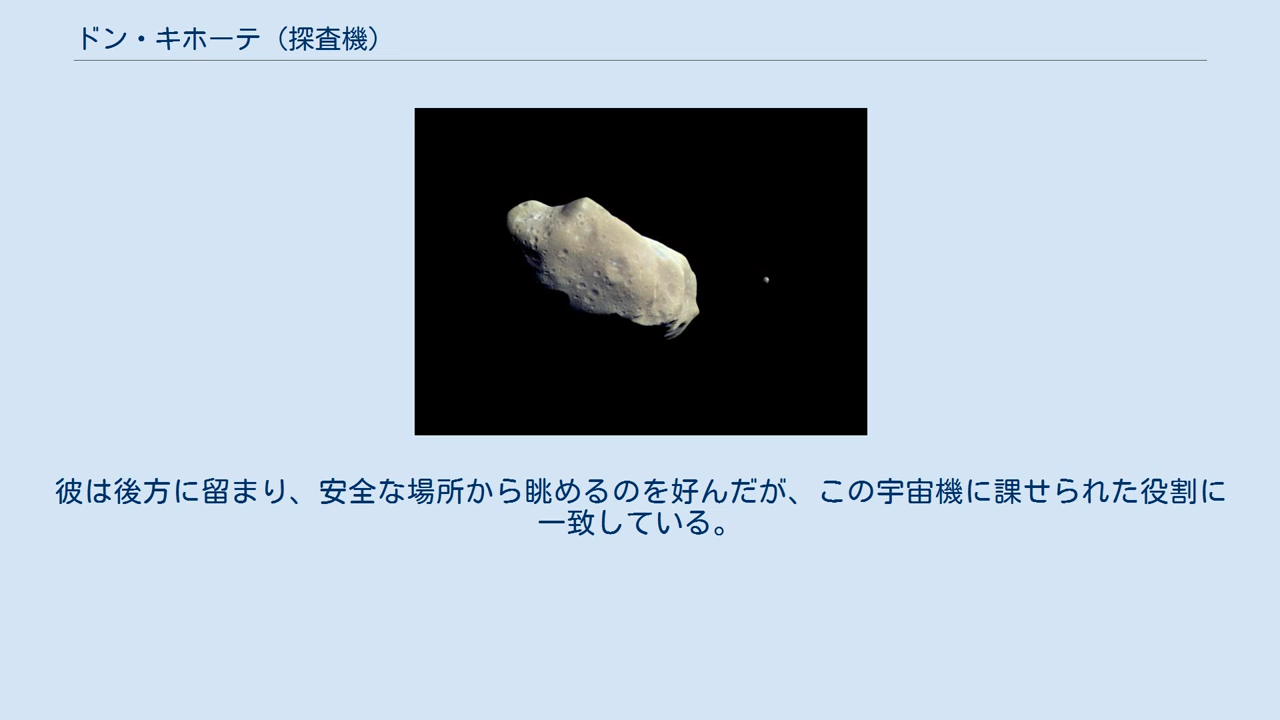 ドン・キホーテ（探査機）
彼は後方に留まり、安全な場所から眺めるのを好んだが、この宇宙機に課せられた役割に
一致している。